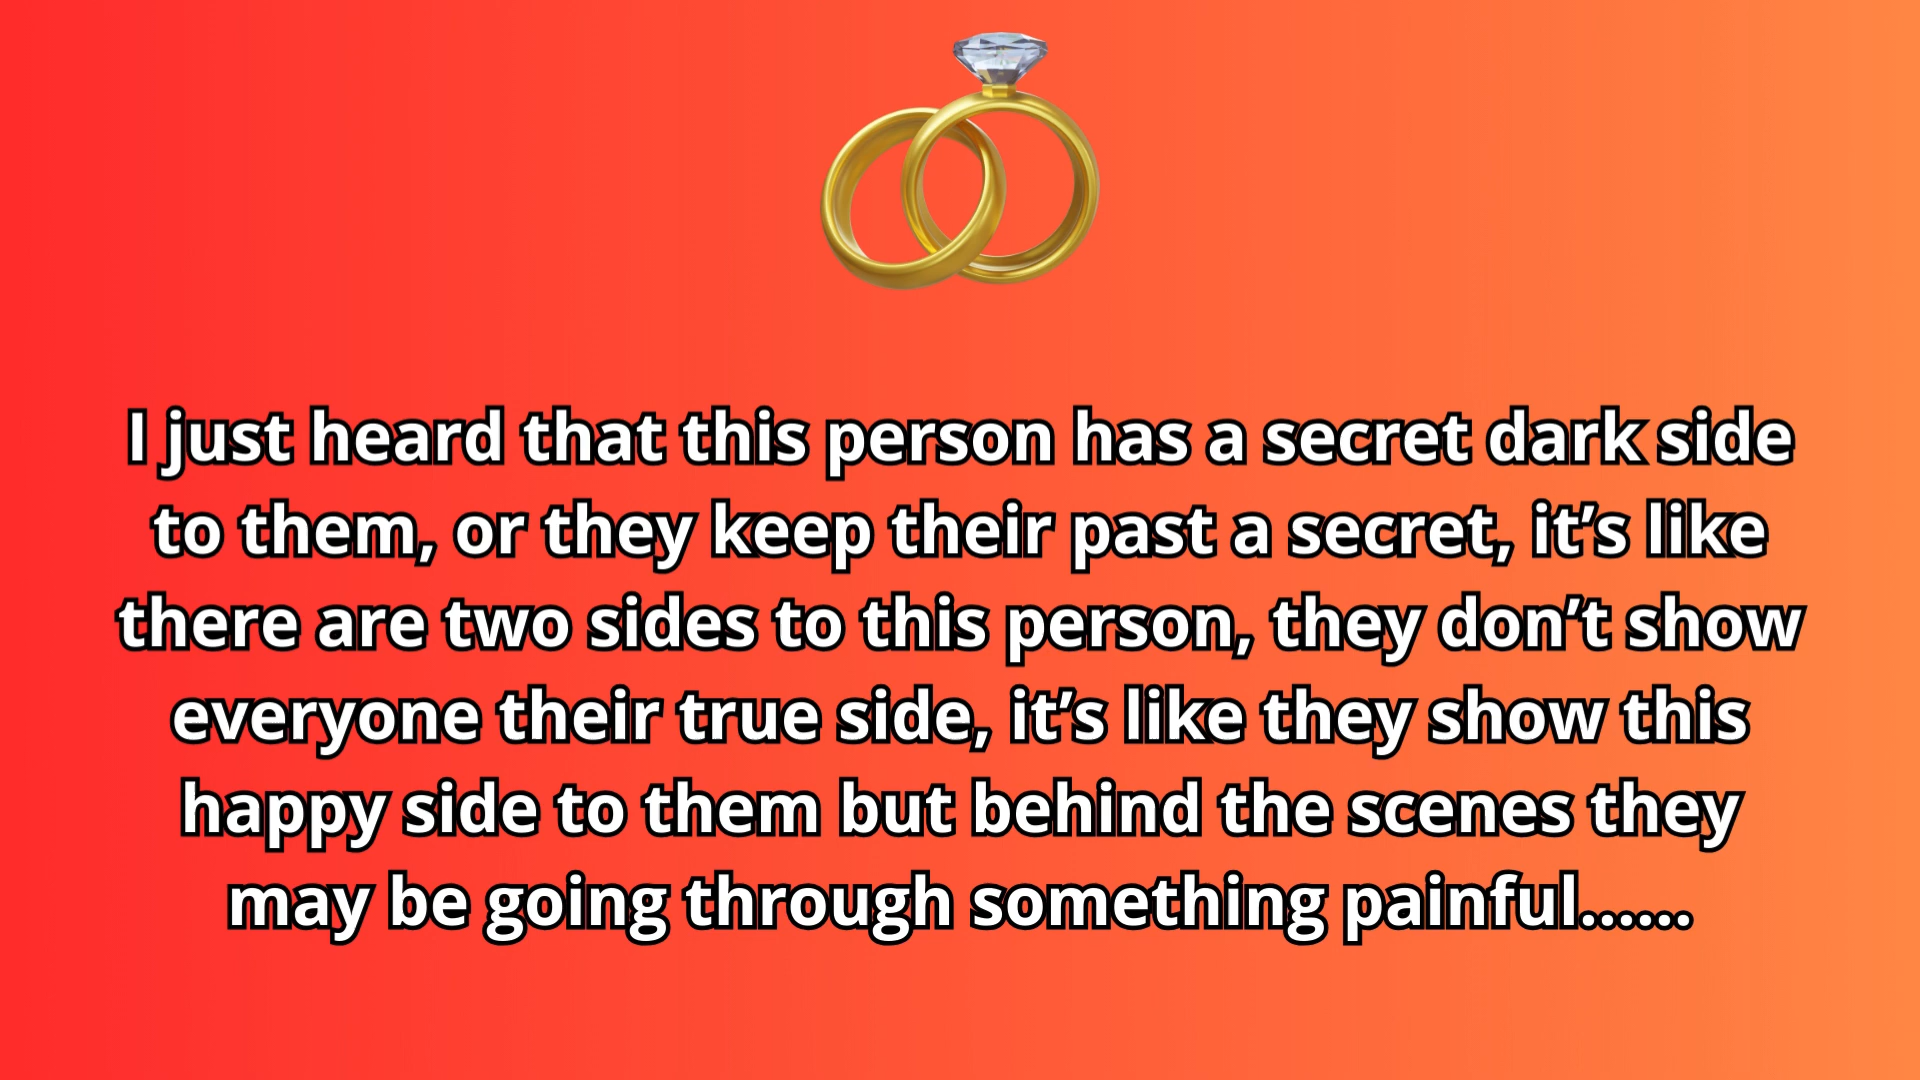 I just heard that this person has a secret dark side
to them, or they keep their past a secret, it’s like
there are two sides to this person, they don’t show
everyone their true side, it’s like they show this
happy side to them but behind the scenes they
may be going through something painful......